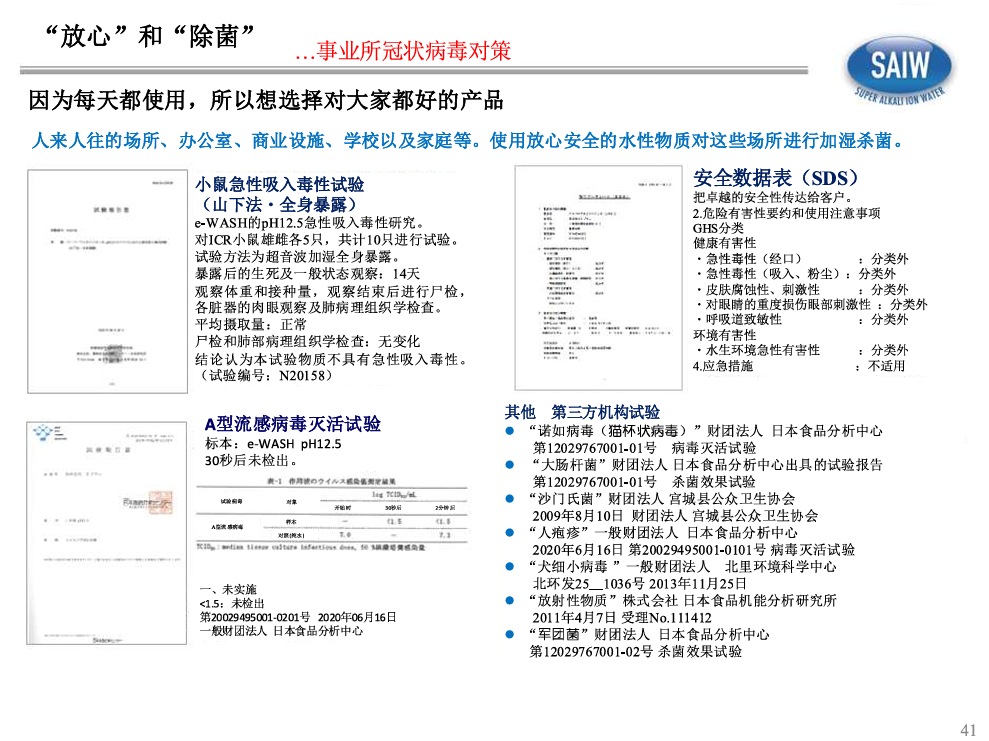 “放心”和“除菌”
…事业所冠状病毒对策
SAIW
SUPER ALKALI ION WATER
因为每天都使用，所以想选择对大家都好的产品
人来人往的场所、办公室、商业设施、学校以及家庭等。使用放心安全的水性物质对这些场所进行加湿杀菌。
小鼠急性吸入毒性试验
（山下法・全身暴露）
e-WASH的pH12.5急性吸入毒性研究。
对ICR小鼠雄雌各5只，共计10只进行试验。
试验方法为超音波加湿全身暴露。
暴露后的生死及一般状态观察：14天
观察体重和接种量，观察结束后进行尸检，
各脏器的肉眼观察及肺病理组织学检查。
平均摄取量：正常
尸检和肺部病理组织学检查：无变化
结论认为本试验物质不具有急性吸入毒性。
（试验编号：N20158）
安全数据表（SDS）
把卓越的安全性传达给客户。
2.危险有害性要约和使用注意事项
GHS分类
健康有害性
・急性毒性（经口） ：分类外
・急性毒性（吸入、粉尘）：分类外
・皮肤腐蚀性、刺激性 ：分类外
・对眼睛的重度损伤眼部刺激性 ：分类外
・呼吸道致敏性 ：分类外
环境有害性
・水生环境急性有害性 ：分类外
4.应急措施 ：不适用
A型流感病毒灭活试验
标本：e-WASH pH12.5
30秒后未检出。
表-1 作用液のウイルス感染価測定結果
試験病毒 对象 log TCID50/mL
开始时 30秒后 2分钟后
A型流感病毒 样本 － <1.5 <1.5
对照(纯水) 7.0 － 7.3
TCID50：median tissue culture infectious dose, 50 %細胞培養感染量
一、未实施
<1.5：未检出
第20029495001-0201号 2020年06月16日
一般财团法人 日本食品分析中心
其他 第三方机构试验
● “诺如病毒（猫杯状病毒）”财团法人 日本食品分析中心
第12029767001-01号 病毒灭活试验
● “大肠杆菌”财团法人 日本食品分析中心出具的试验报告
第12029767001-01号 杀菌效果试验
● “沙门氏菌”财团法人 宫城县公众卫生协会
2009年8月10日 财团法人 宫城县公众卫生协会
● “人疱疹”一般财团法人 日本食品分析中心
2020年6月16日 第20029495001-0101号 病毒灭活试验
● “犬细小病毒 ”一般财团法人 北里环境科学中心
北环发25__1036号 2013年11月25日
● “放射性物质”株式会社 日本食品机能分析研究所
2011年4月7日 受理No.111412
● “军团菌”财团法人 日本食品分析中心
第12029767001-02号 杀菌效果试验
41